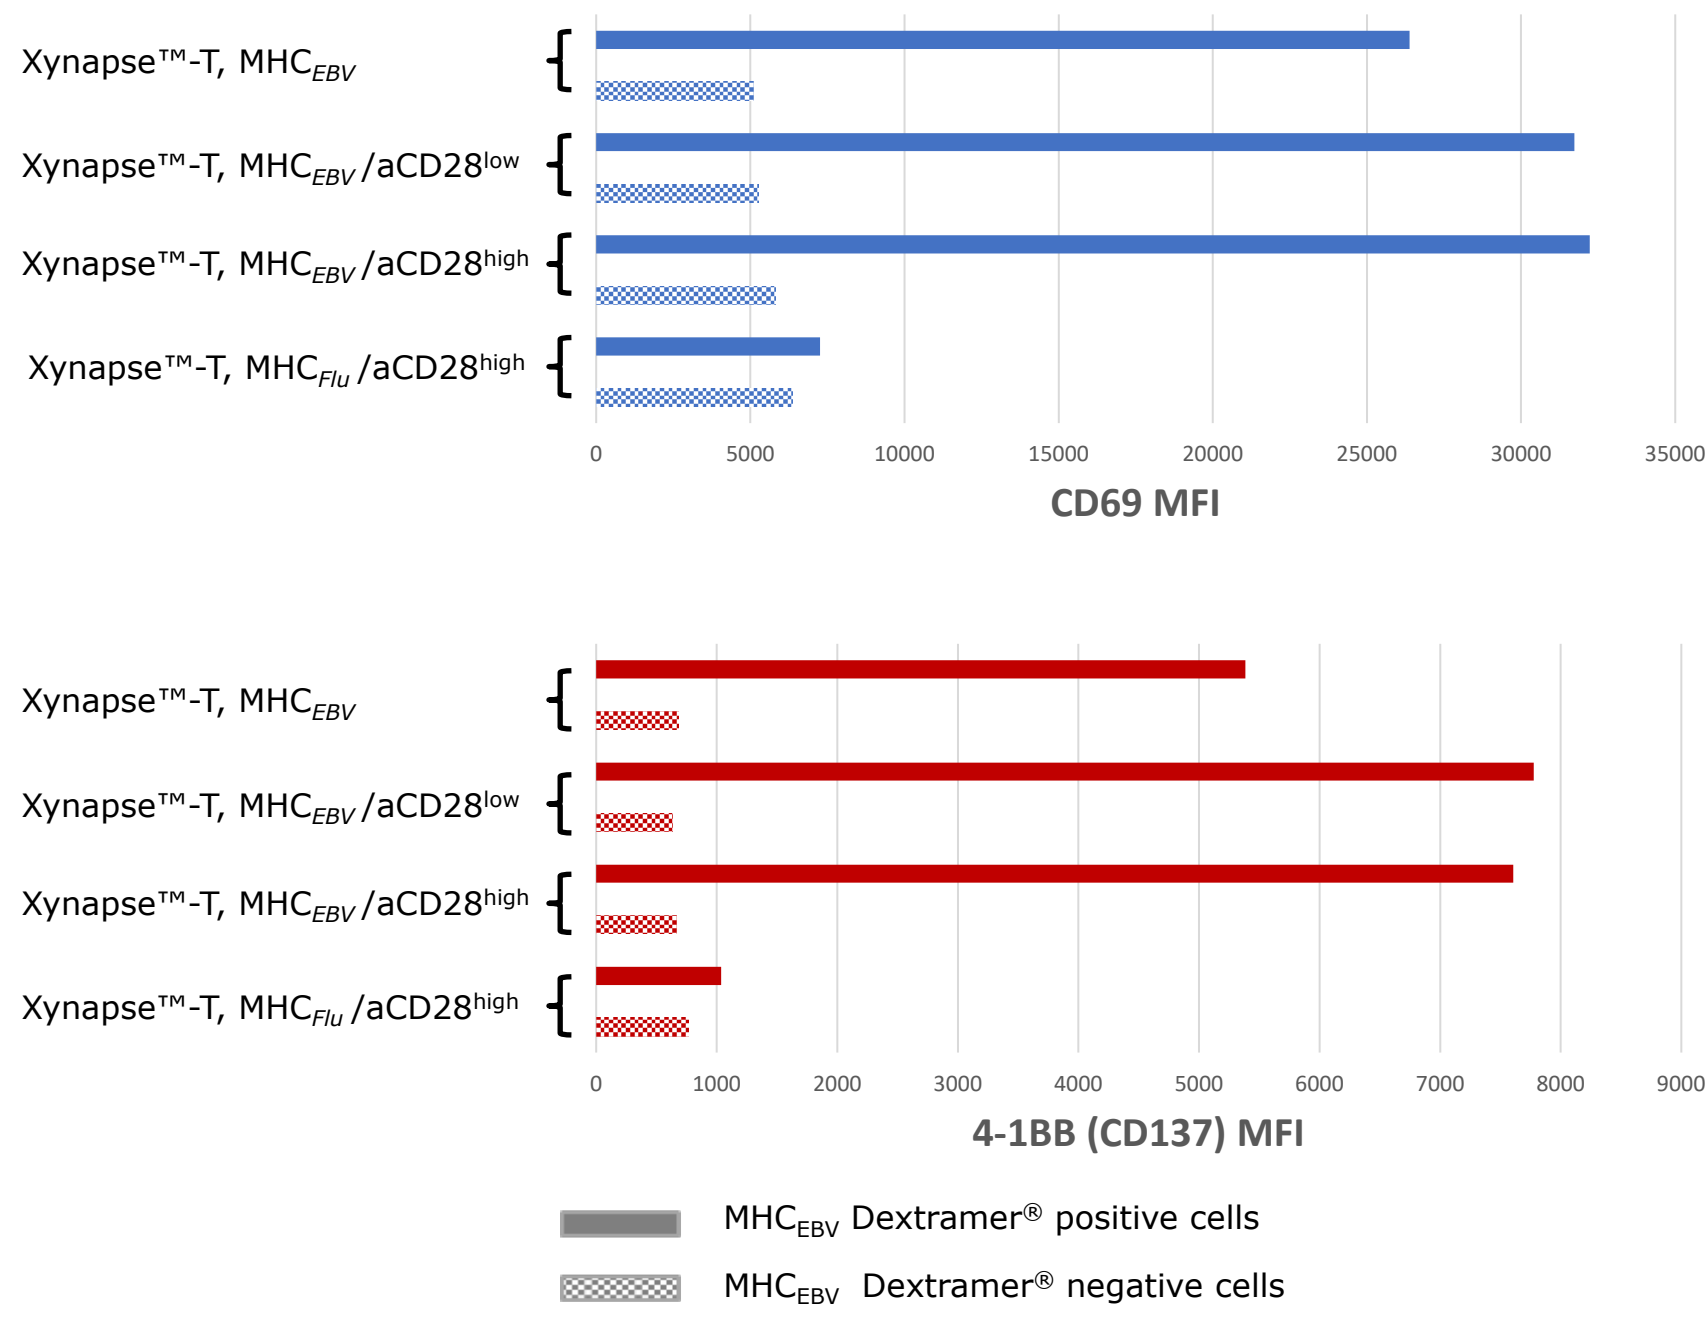 Xynapse™-T, MHCEBV
Xynapse™-T, MHCEBV /aCD28low
Xynapse™-T, MHCEBV /aCD28high
Xynapse™-T, MHCFlu /aCD28high
0 5000 10000 15000 20000 25000 30000 35000
CD69 MFI
Xynapse™-T, MHCEBV
Xynapse™-T, MHCEBV /aCD28low
Xynapse™-T, MHCEBV /aCD28high
Xynapse™-T, MHCFlu /aCD28high
0 1000 2000 3000 4000 5000 6000 7000 8000 9000
4-1BB (CD137) MFI
MHCEBV Dextramer® positive cells
MHCEBV Dextramer® negative cells